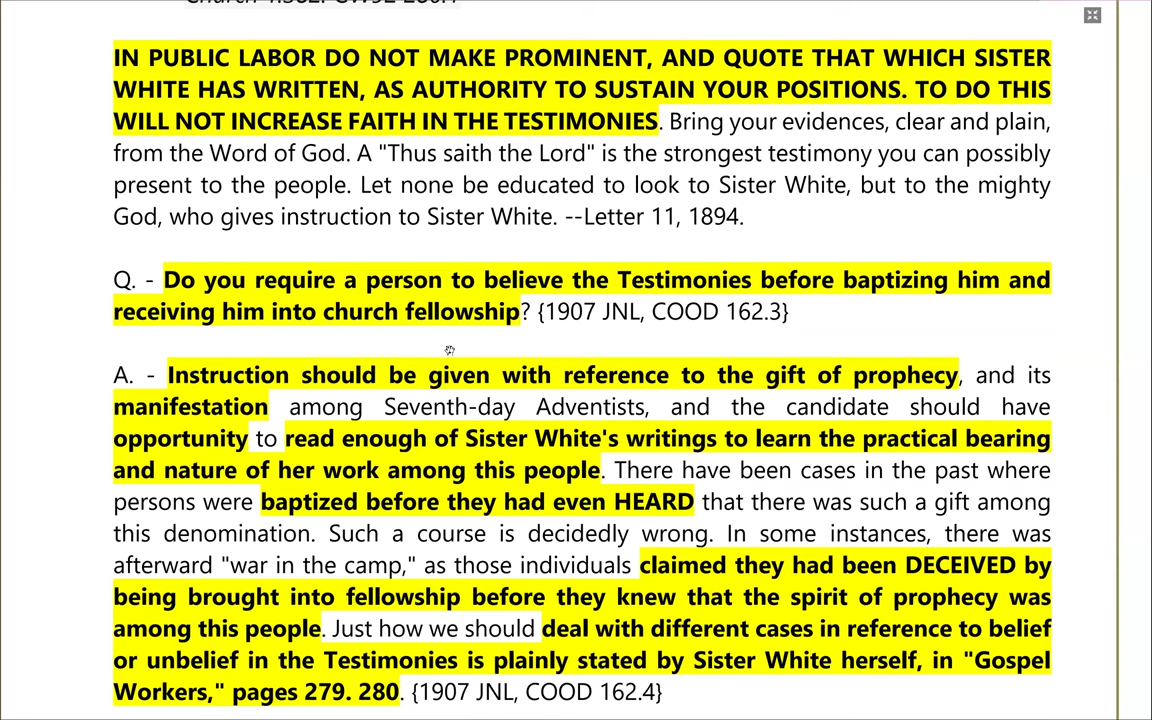 IN PUBLIC LABOR DO NOT MAKE PROMINENT, AND QUOTE THAT WHICH SISTER
WHITE HAS WRITTEN, AS AUTHORITY TO SUSTAIN YOUR POSITIONS. TO DO THIS
WILL NOT INCREASE FAITH IN THE TESTIMONIES. Bring your evidences, clear and plain,
from the Word of God. A "Thus saith the Lord" is the strongest testimony you can possibly
present to the people. Let none be educated to look to Sister White, but to the mighty
God, who gives instruction to Sister White. --Letter 11, 1894.
Q. - Do you require a person to believe the Testimonies before baptizing him and
receiving him into church fellowship? {1907 JNL, COOD 162.3}
A. - Instruction should be given with reference to the gift of prophecy, and its
manifestation among Seventh-day Adventists, and the candidate should have
opportunity to read enough of Sister White's writings to learn the practical bearing
and nature of her work among this people. There have been cases in the past where
persons were baptized before they had even HEARD that there was such a gift among
this denomination. Such a course is decidedly wrong. In some instances, there was
afterward "war in the camp," as those individuals claimed they had been DECEIVED by
being brought into fellowship before they knew that the spirit of prophecy was
among this people. Just how we should deal with different cases in reference to belief
or unbelief in the Testimonies is plainly stated by Sister White herself, in "Gospel
Workers," pages 279. 280. {1907 JNL, COOD 162.4}